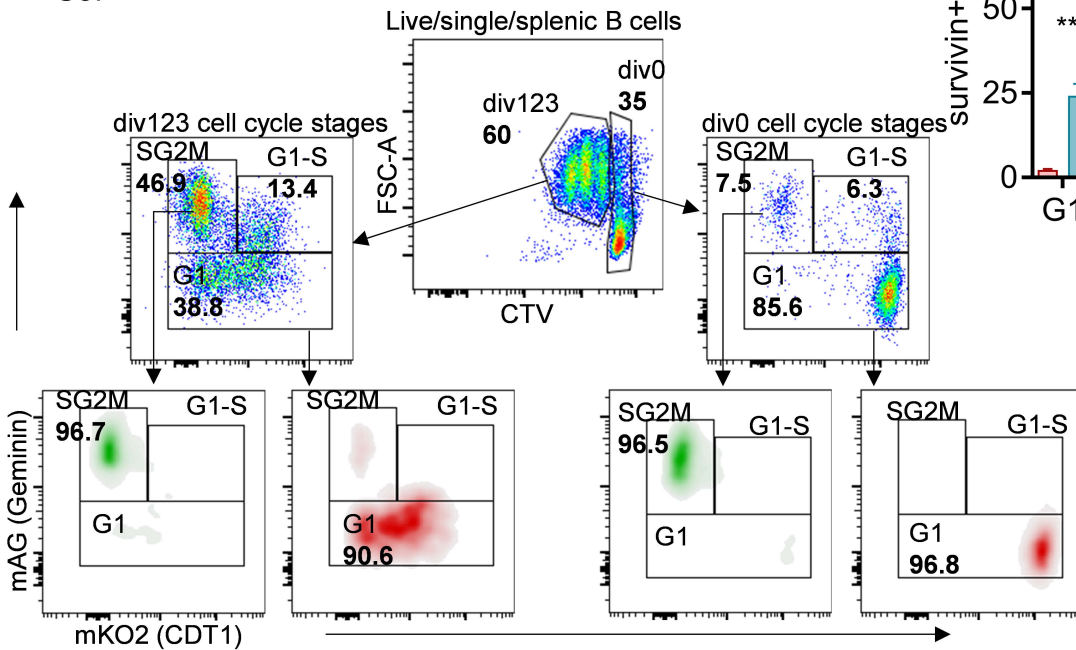 Live/single/splenic B cells
50
**
survivin+
25
0
G1
div0
35
div123
60
FSC-A
CTV
div123 cell cycle stages
SG2M
46.9
G1-S
13.4
G1
38.8
div0 cell cycle stages
SG2M
7.5
G1-S
6.3
G1
85.6
SG2M
96.7
G1-S
G1
SG2M
G1-S
G1
90.6
SG2M
96.5
G1-S
G1
SG2M
G1-S
G1
96.8
mAG (Geminin)
mKO2 (CDT1)